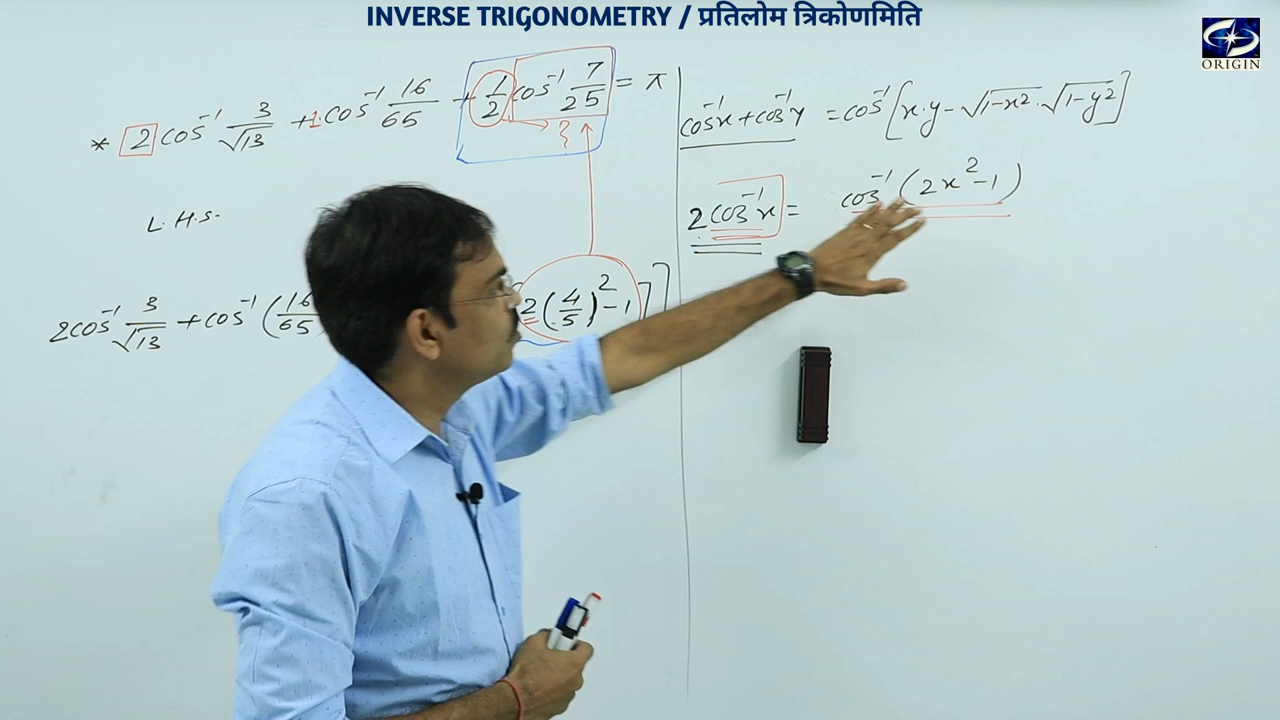 INVERSE TRIGONOMETRY / प्रतिलोम त्रिकोणमिति
ORIGIN
* 2 cos⁻¹ 3/√13 + 1·cos⁻¹ 16/65 + 1/2 cos⁻¹ 7/25 = π
?
L.H.S.
2cos⁻¹ 3/√13 + cos⁻¹ (16/65
2(4/5)² - 1]]
cos⁻¹x + cos⁻¹y = cos⁻¹[x·y - √1-x² · √1-y²]
2 cos⁻¹x = cos⁻¹(2x² - 1)